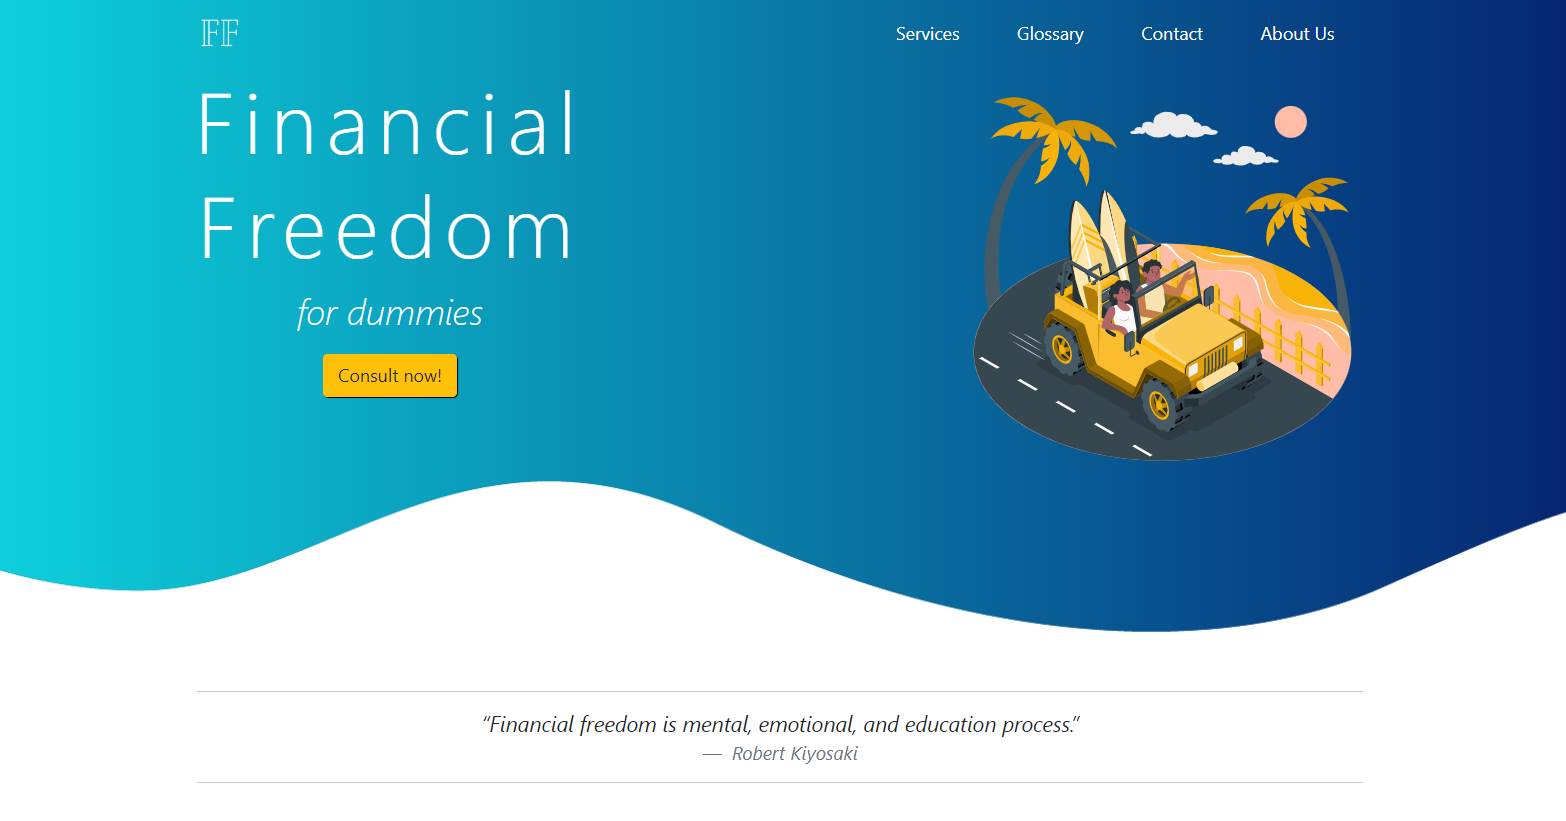 FF
Services Glossary Contact About Us
Financial
Freedom
for dummies
Consult now!
“Financial freedom is mental, emotional, and education process.”
— Robert Kiyosaki